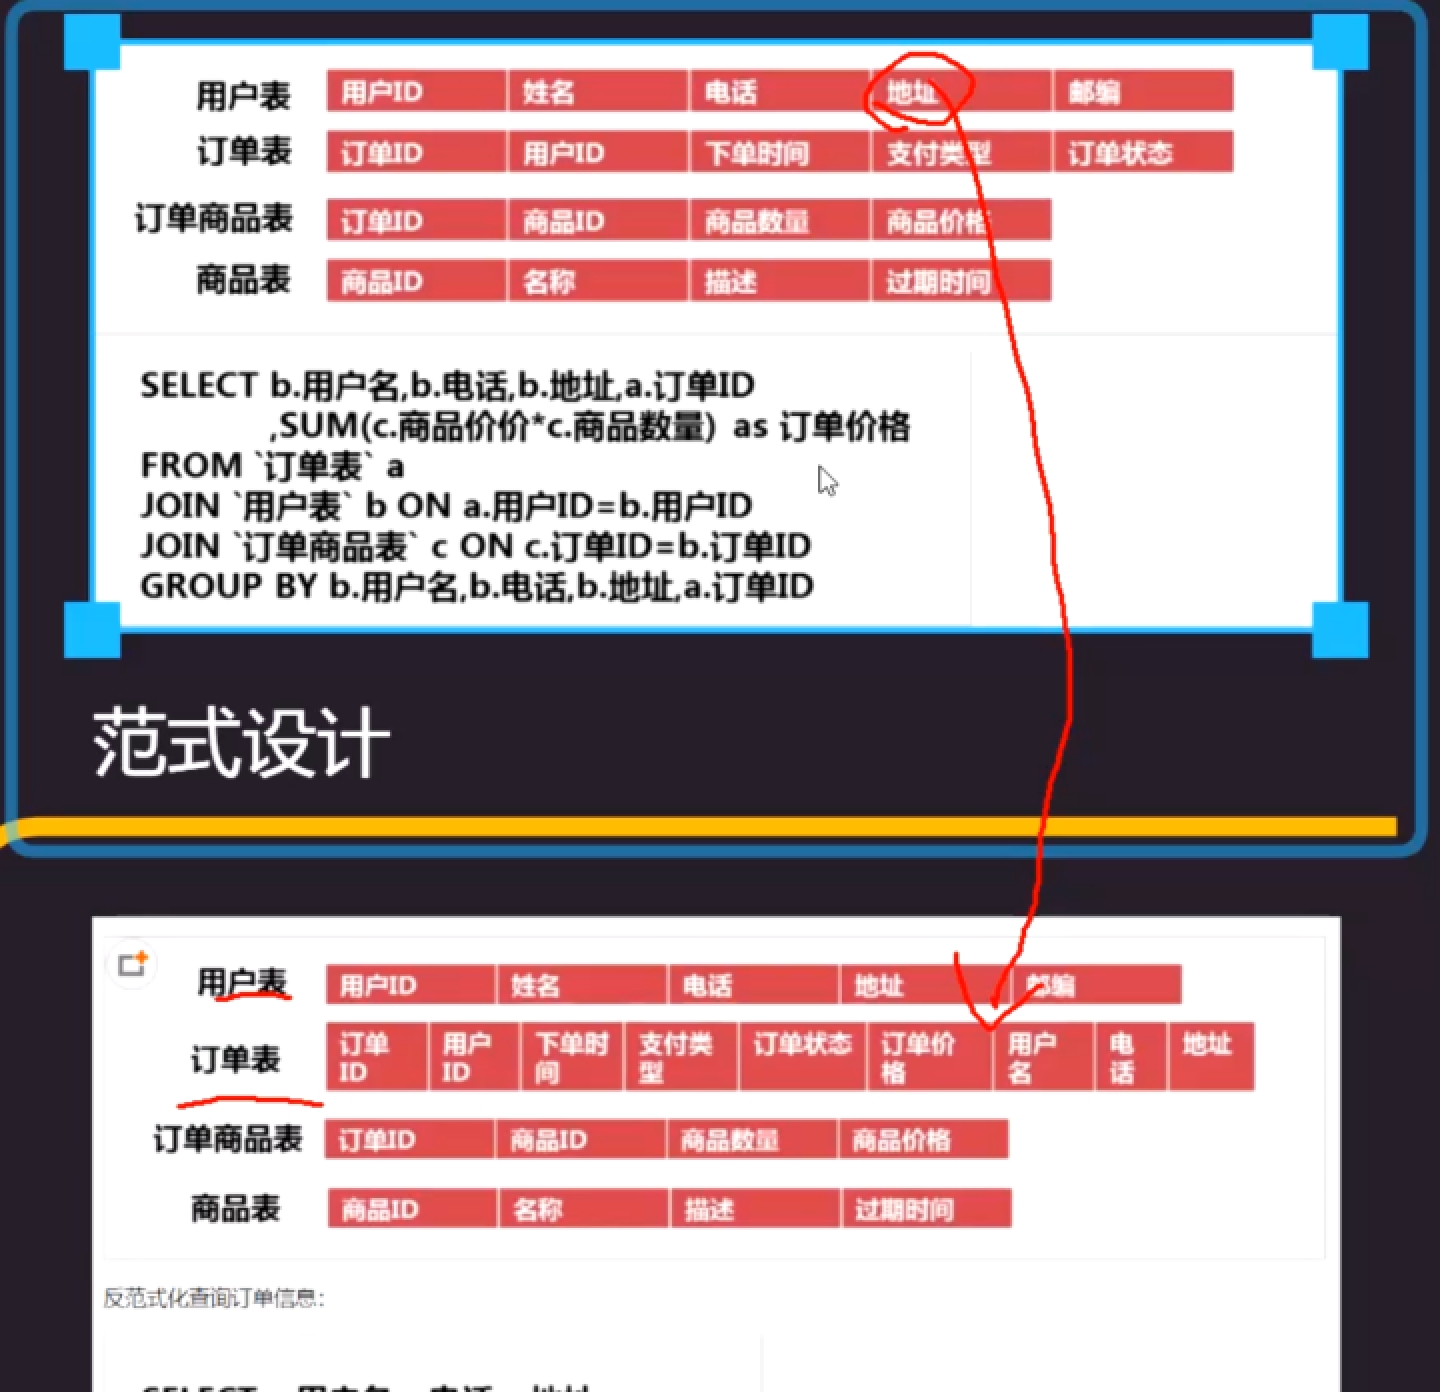 用户表 用户ID 姓名 电话 地址 邮编
订单表 订单ID 用户ID 下单时间 支付类型 订单状态
订单商品表 订单ID 商品ID 商品数量 商品价格
商品表 商品ID 名称 描述 过期时间
SELECT b.用户名,b.电话,b.地址,a.订单ID
,SUM(c.商品价价*c.商品数量) as 订单价格
FROM `订单表` a
JOIN `用户表` b ON a.用户ID=b.用户ID
JOIN `订单商品表` c ON c.订单ID=b.订单ID
GROUP BY b.用户名,b.电话,b.地址,a.订单ID
范式设计
用户表 用户ID 姓名 电话 地址 邮编
订单表 订单ID 用户ID 下单时间 支付类型 订单状态 订单价格 用户名 电话 地址
订单商品表 订单ID 商品ID 商品数量 商品价格
商品表 商品ID 名称 描述 过期时间
反范式化查询订单信息：